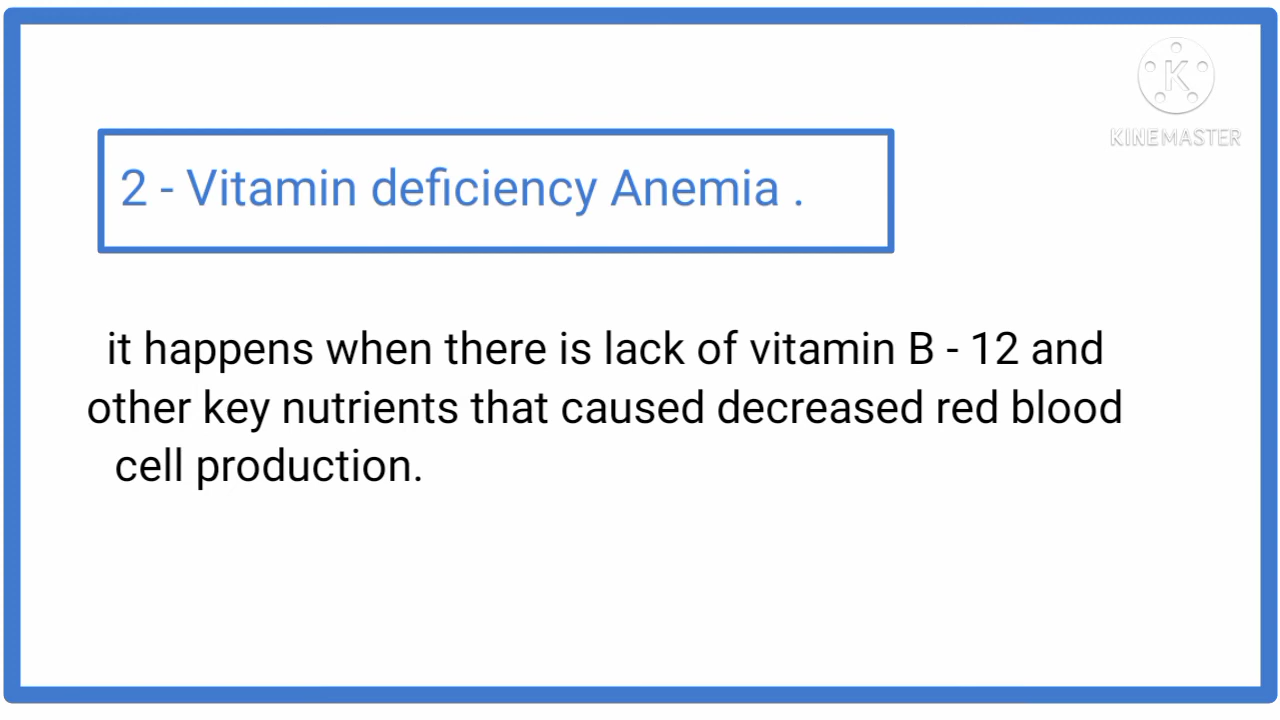 K
KINEMASTER
2 - Vitamin deficiency Anemia .
it happens when there is lack of vitamin B - 12 and
other key nutrients that caused decreased red blood
cell production.